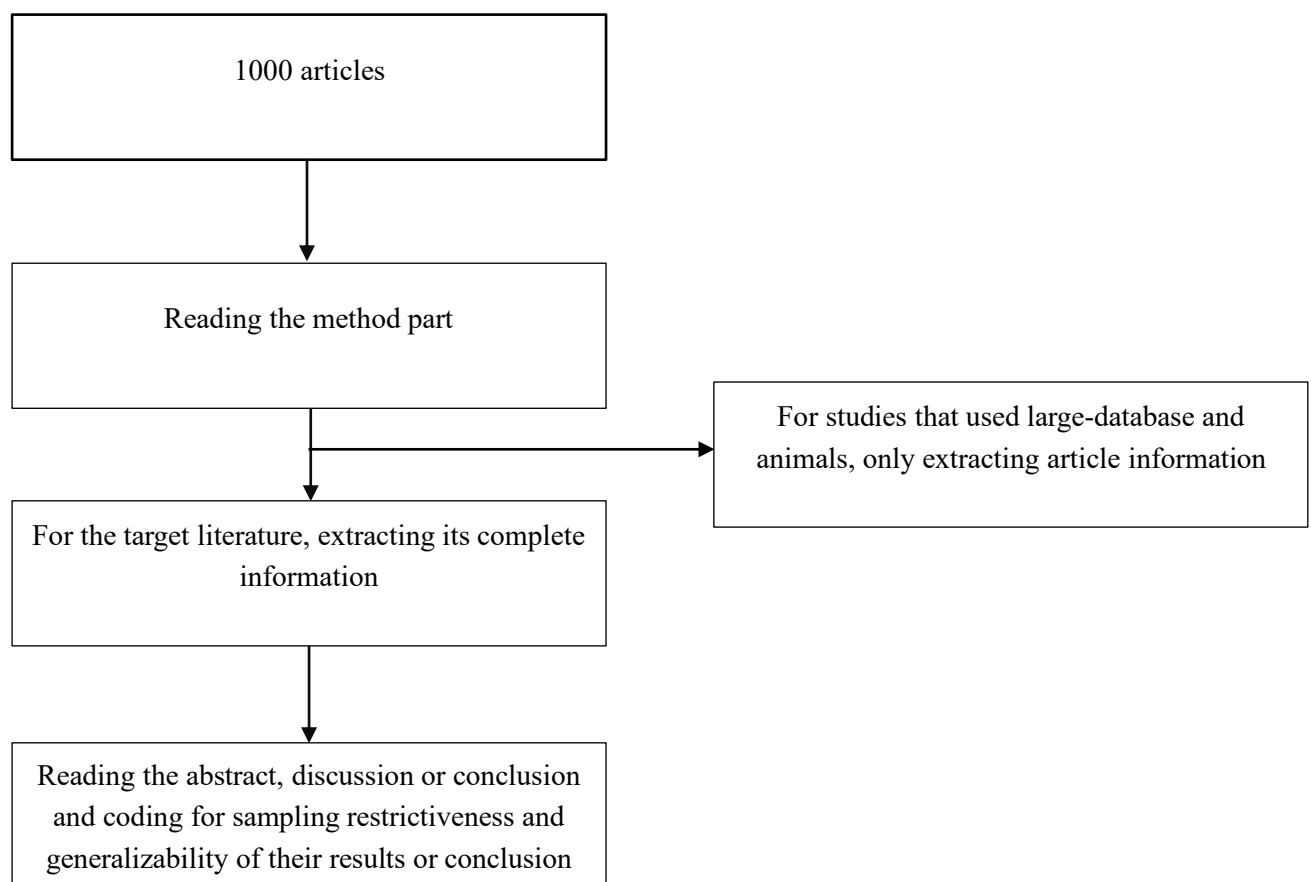 1000 articles
Reading the method part
For studies that used large-database and
animals, only extracting article information
For the target literature, extracting its complete
information
Reading the abstract, discussion or conclusion
and coding for sampling restrictiveness and
generalizability of their results or conclusion